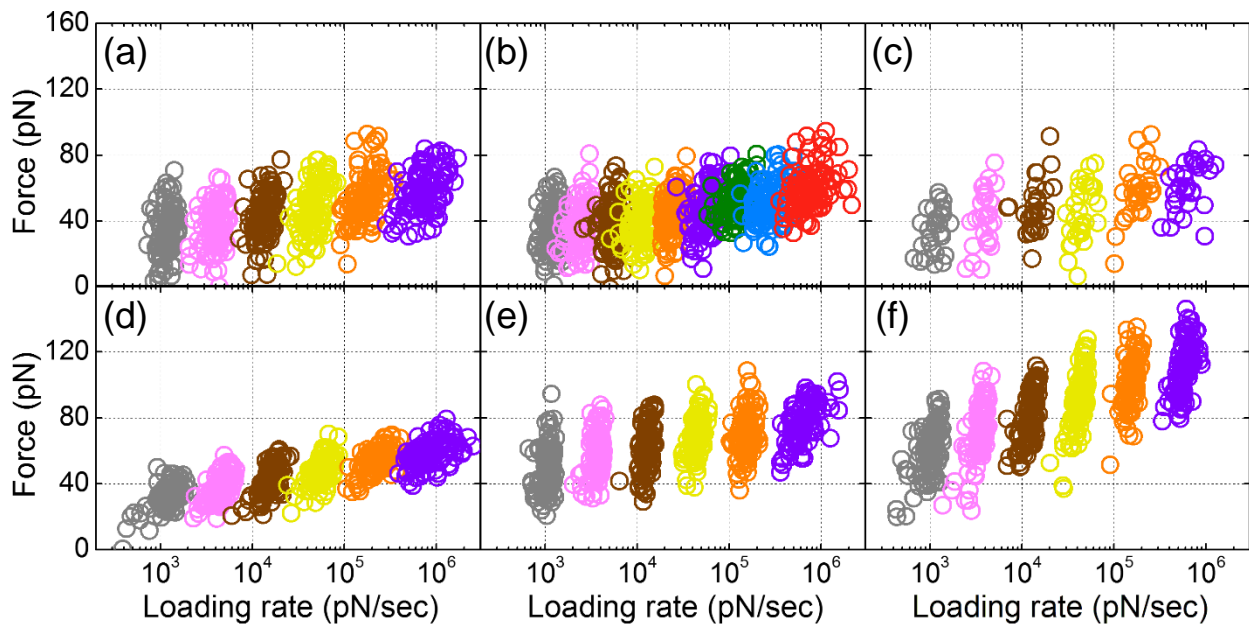 (a) (b) (c)
160
120
80
40
0
Force (pN)
(d) (e) (f)
120
80
40
0
Force (pN)
10³ 10⁴ 10⁵ 10⁶ 10³ 10⁴ 10⁵ 10⁶ 10³ 10⁴ 10⁵ 10⁶
Loading rate (pN/sec) Loading rate (pN/sec) Loading rate (pN/sec)